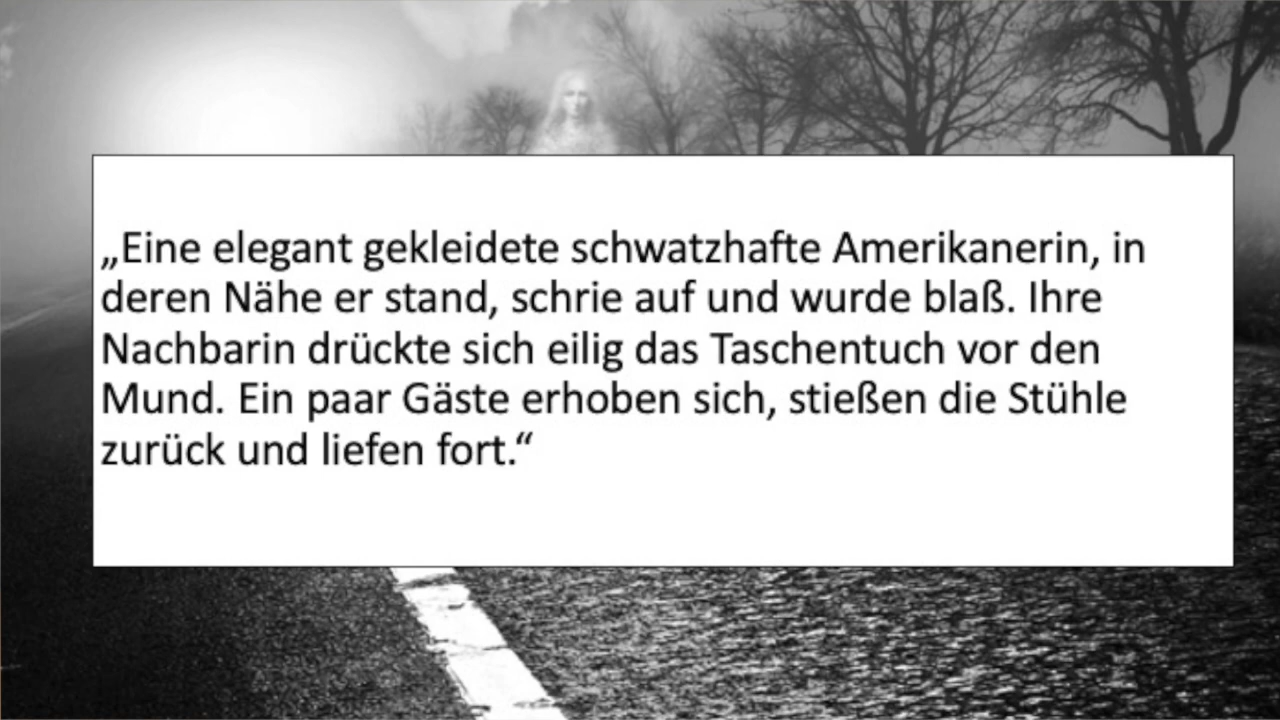 „Eine elegant gekleidete schwatzhafte Amerikanerin, in
deren Nähe er stand, schrie auf und wurde blaß. Ihre
Nachbarin drückte sich eilig das Taschentuch vor den
Mund. Ein paar Gäste erhoben sich, stießen die Stühle
zurück und liefen fort.“